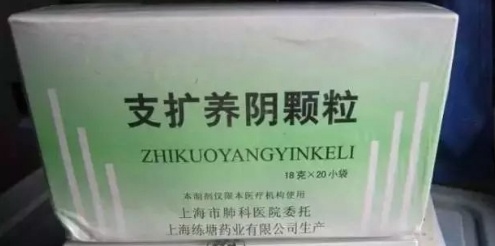 支扩养阴颗粒
ZHIKUOYANGYINKELI
18克×20小袋
本制剂仅限本医疗机构使用
上海市肺科医院委托
上海练塘药业有限公司生产